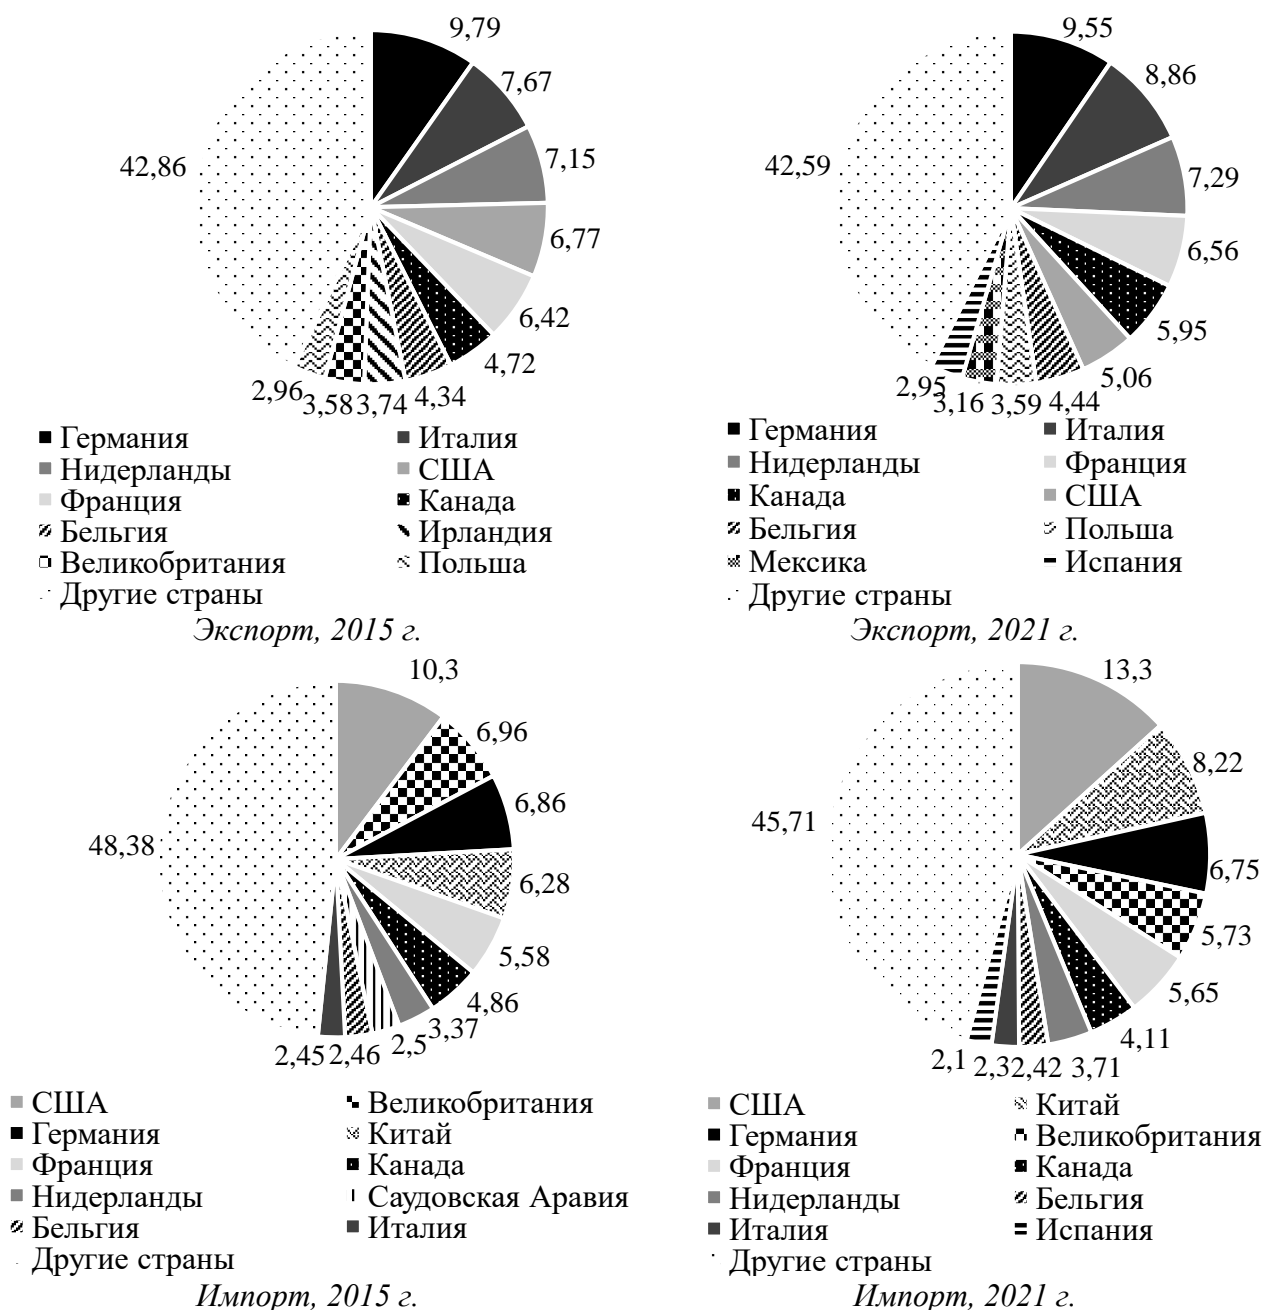 9,79
7,67
7,15
6,77
6,42
4,72
4,34
3,74
3,58
2,96
42,86
■ Германия ■ Италия
■ Нидерланды ■ США
■ Франция ■ Канада
Бельгия Ирландия
Великобритания Польша
Другие страны
Экспорт, 2015 г.
9,55
8,86
7,29
6,56
5,95
5,06
4,44
3,59
3,16
2,95
42,59
■ Германия ■ Италия
■ Нидерланды ■ Франция
■ Канада ■ США
Бельгия Польша
Мексика Испания
Другие страны
Экспорт, 2021 г.
10,3
6,96
6,86
6,28
5,58
4,86
3,37
2,5
2,46
2,45
48,38
■ США Великобритания
■ Германия Китай
■ Франция ■ Канада
■ Нидерланды Саудовская Аравия
Бельгия ■ Италия
Другие страны
Импорт, 2015 г.
13,3
8,22
6,75
5,73
5,65
4,11
3,71
2,42
2,3
2,1
45,71
■ США Китай
■ Германия Великобритания
■ Франция ■ Канада
■ Нидерланды Бельгия
■ Италия Испания
Другие страны
Импорт, 2021 г.